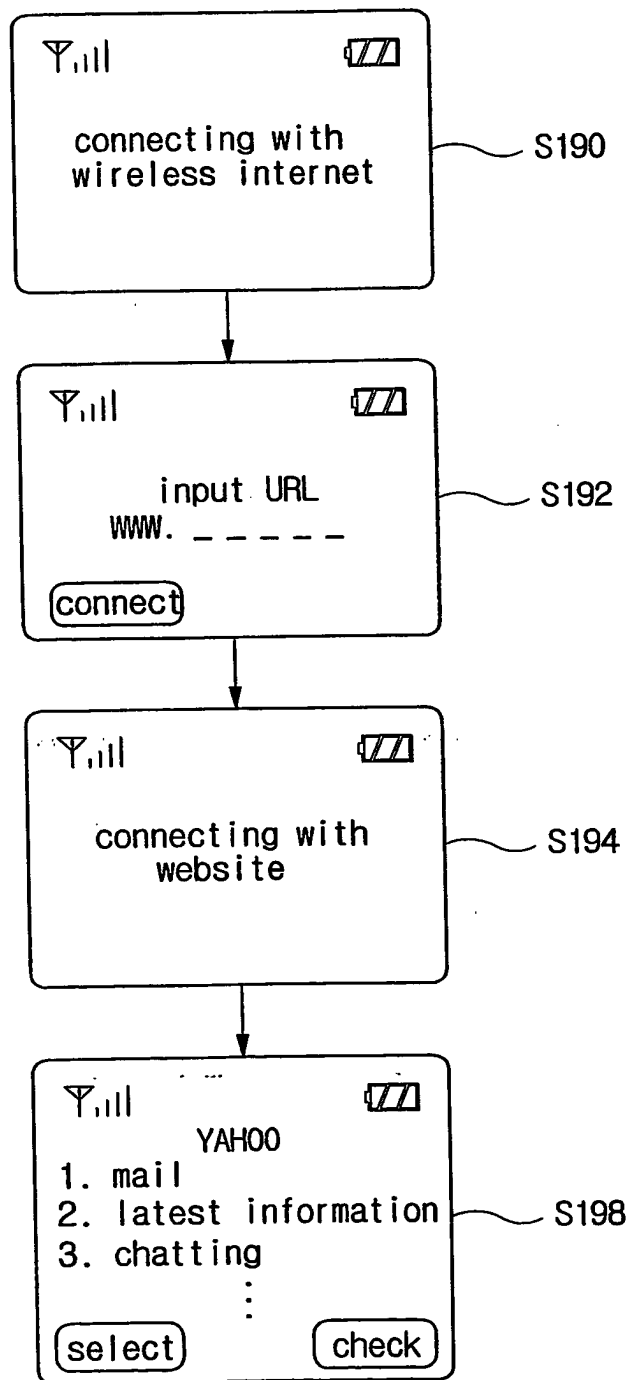 connecting with
wireless internet
S190
input URL
WWW. _ _ _ _ _
S192
connect
connecting with
website
S194
YAHOO
1. mail
2. latest information
S198
3. chatting
select
check